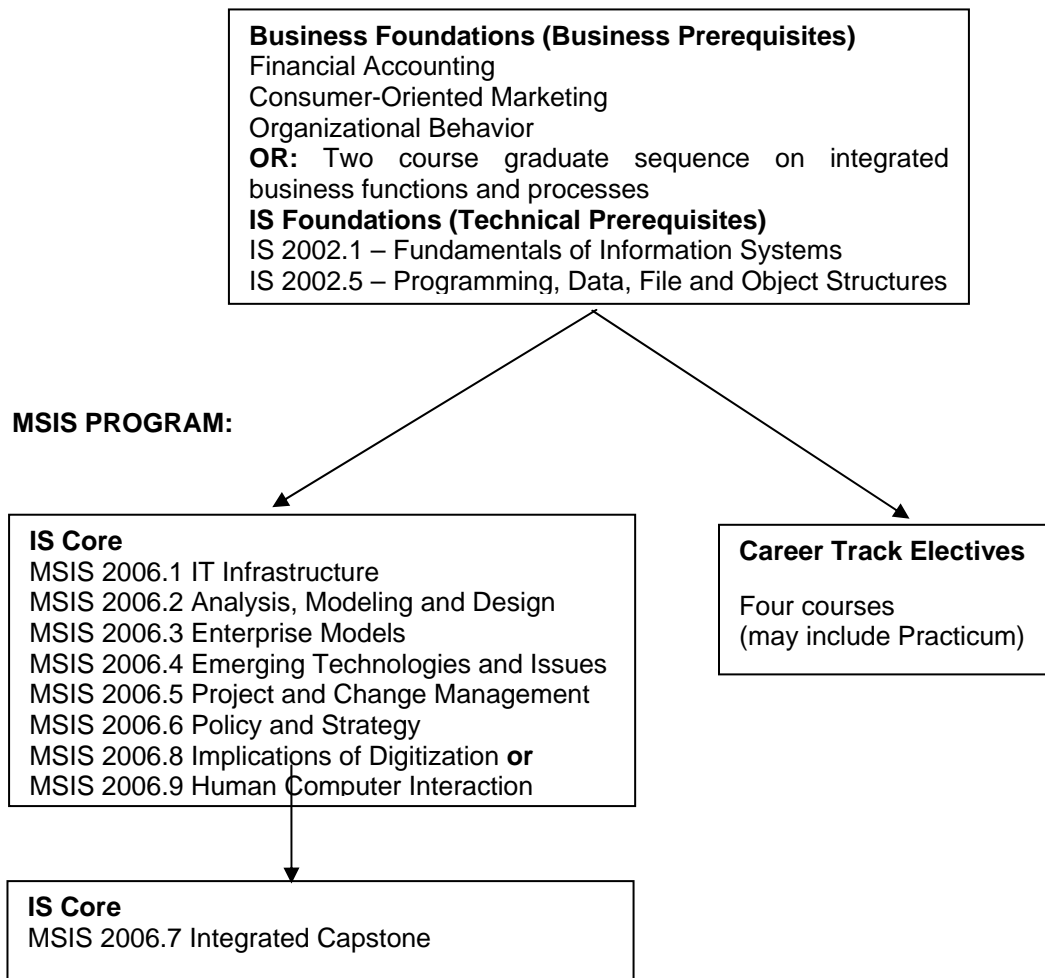 Business Foundations (Business Prerequisites)
Financial Accounting
Consumer-Oriented Marketing
Organizational Behavior
OR: Two course graduate sequence on integrated
business functions and processes
IS Foundations (Technical Prerequisites)
IS 2002.1 – Fundamentals of Information Systems
IS 2002.5 – Programming, Data, File and Object Structures
MSIS PROGRAM:
IS Core
MSIS 2006.1 IT Infrastructure
MSIS 2006.2 Analysis, Modeling and Design
MSIS 2006.3 Enterprise Models
MSIS 2006.4 Emerging Technologies and Issues
MSIS 2006.5 Project and Change Management
MSIS 2006.6 Policy and Strategy
MSIS 2006.8 Implications of Digitization or
MSIS 2006.9 Human Computer Interaction
Career Track Electives
Four courses
(may include Practicum)
IS Core
MSIS 2006.7 Integrated Capstone